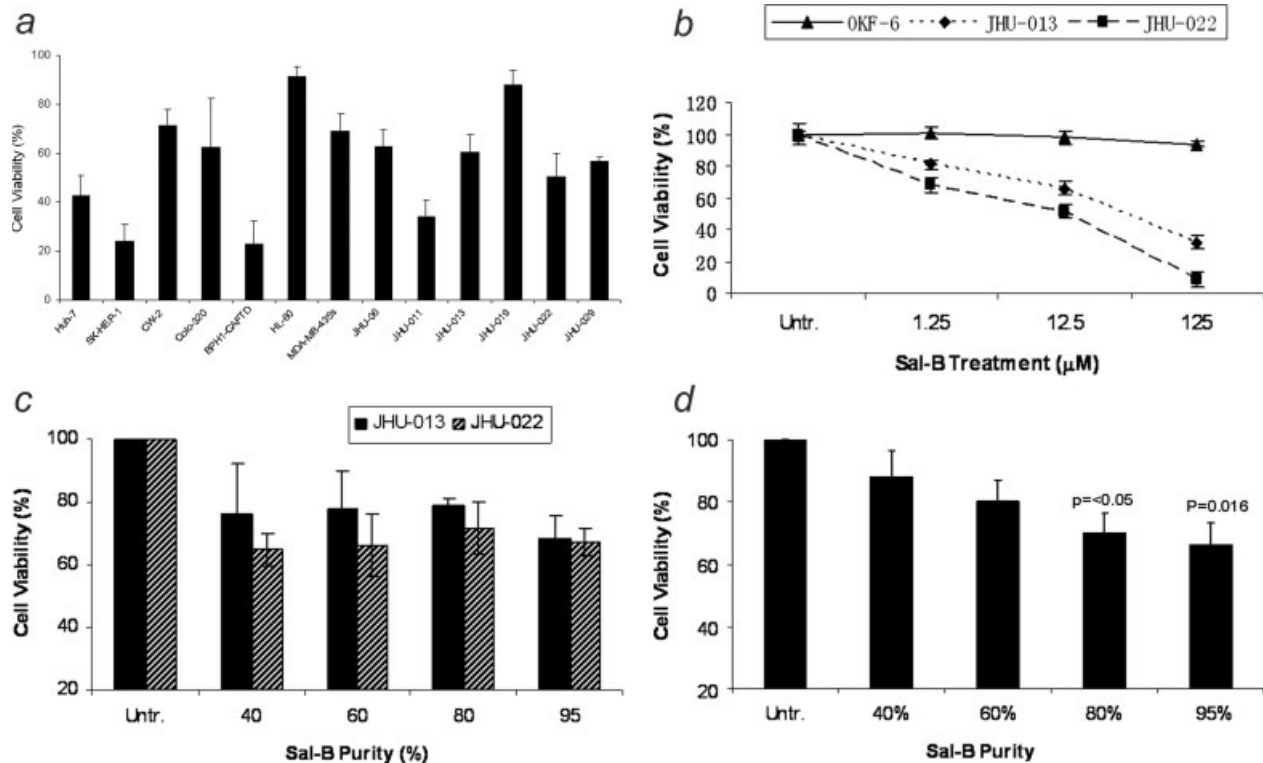 a
Cell Viability (%)
100
80
60
40
20
0
Huh-7
SK-HEP-1
CW-2
Colo-320
BPH1-CAFTD
HL-60
MDA-MB-435s
JHU-06
JHU-011
JHU-013
JHU-019
JHU-022
JHU-029
b
OKF-6 JHU-013 JHU-022
Cell Viability (%)
120
100
80
60
40
20
0
Untr. 1.25 12.5 125
Sal-B Treatment (μM)
c
JHU-013 JHU-022
Cell Viability (%)
100
80
60
40
20
Untr. 40 60 80 95
Sal-B Purity (%)
d
Cell Viability (%)
100
80
60
40
20
p=<0.05 P=0.016
Untr. 40% 60% 80% 95%
Sal-B Purity